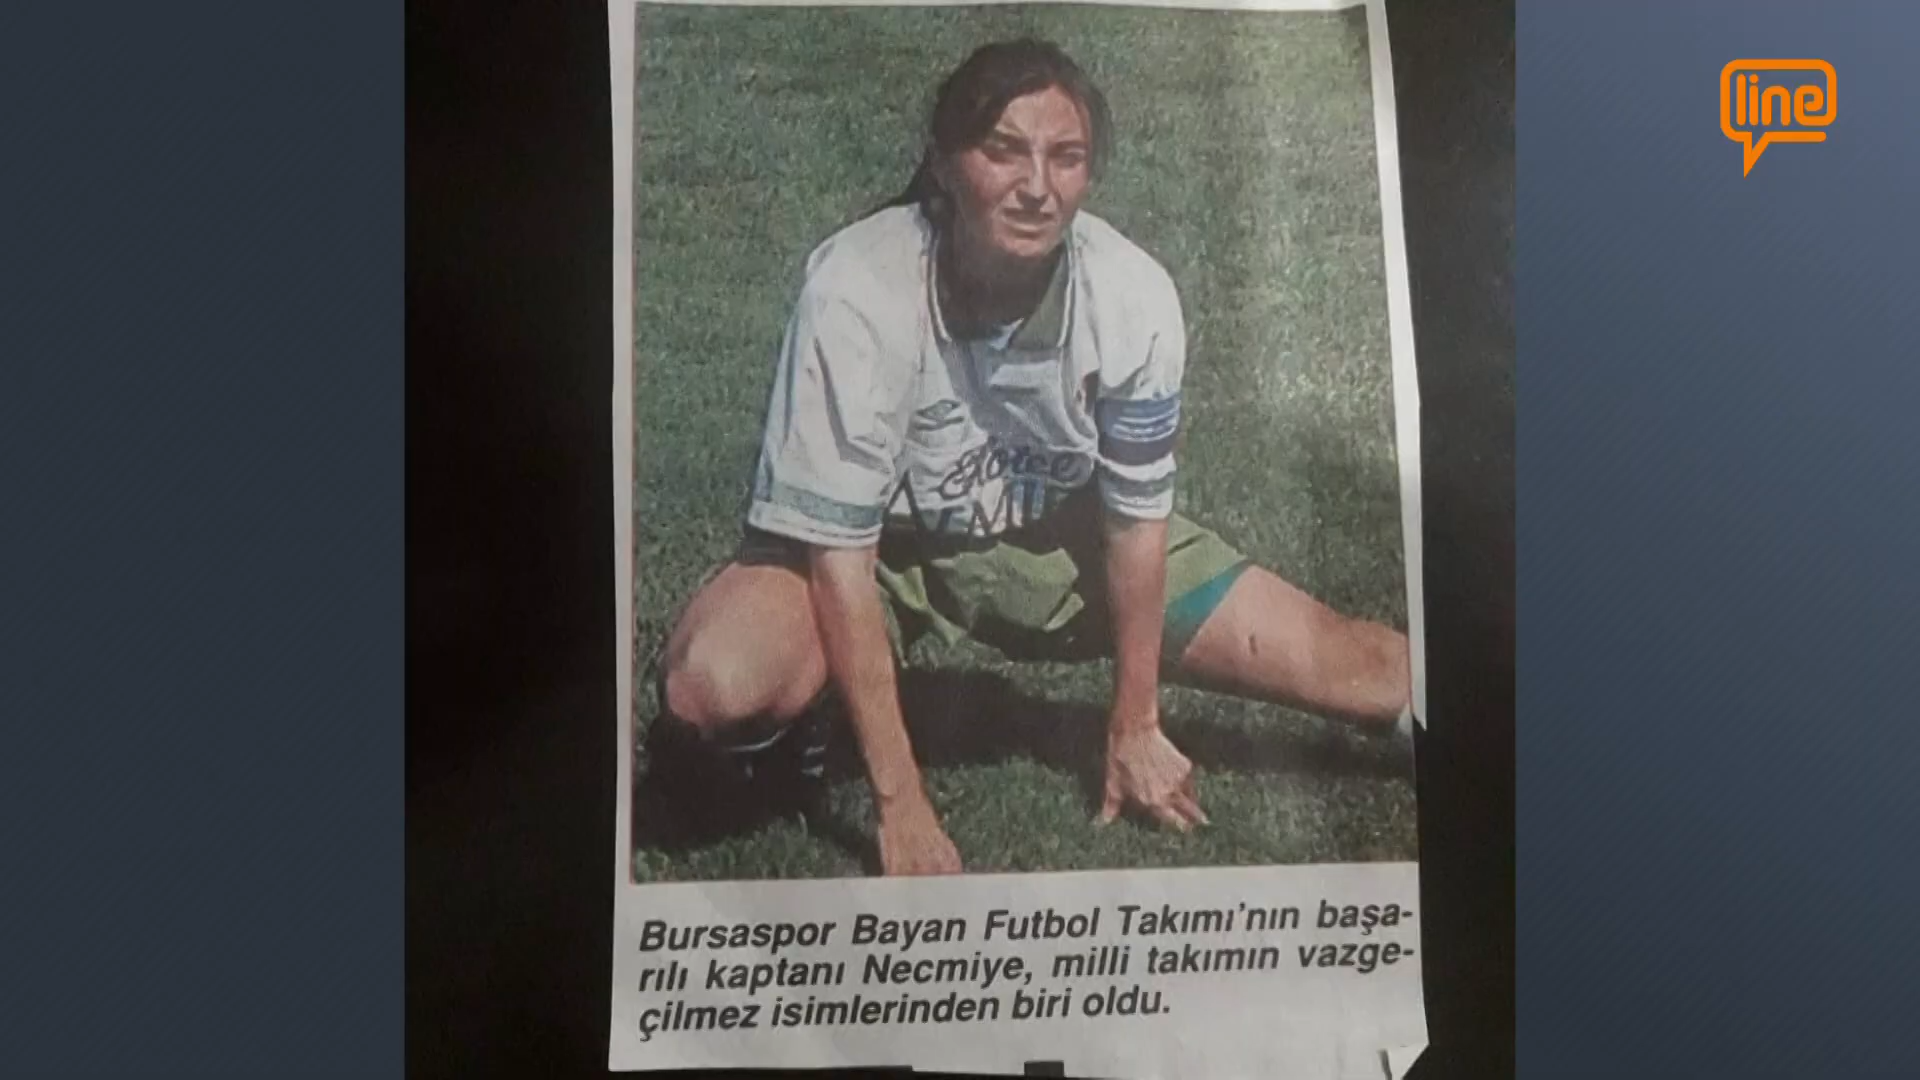 line
Bursaspor Bayan Futbol Takımı'nın başa-
rılı kaptanı Necmiye, milli takımın vazge-
çilmez isimlerinden biri oldu.